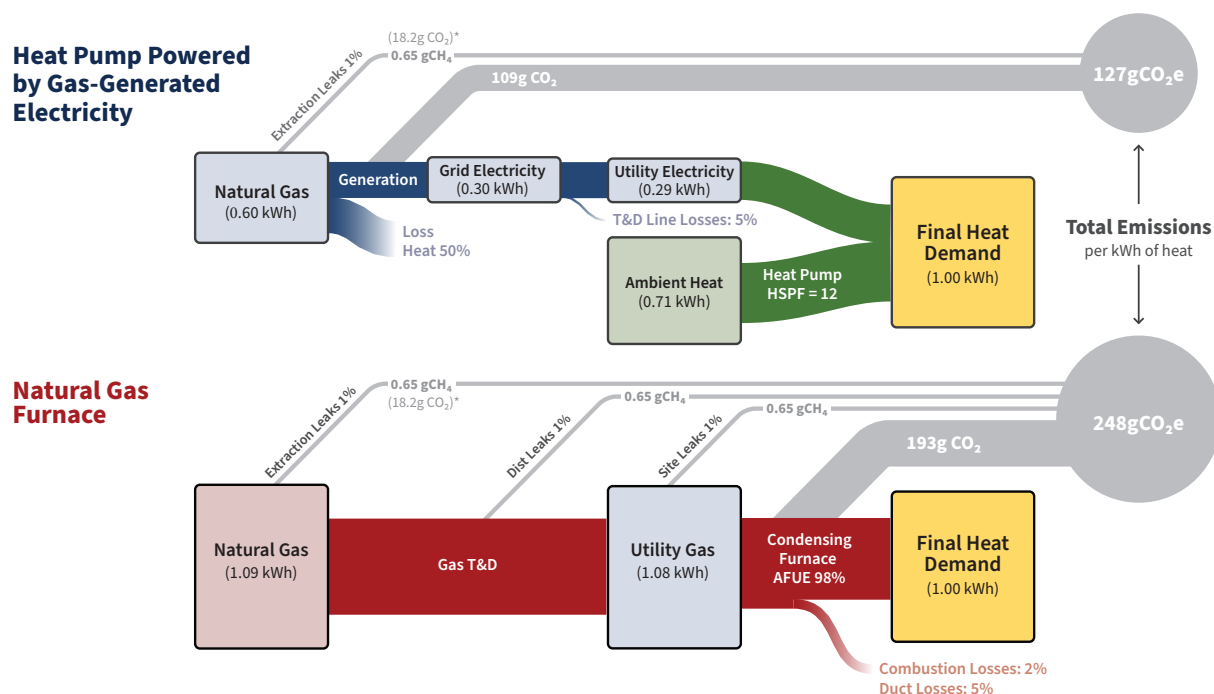 Heat Pump Powered
by Gas-Generated
Electricity
Extraction Leaks 1%
(18.2g CO₂)*
0.65 gCH₄
109g CO₂
127gCO₂e
Natural Gas
(0.60 kWh)
Generation
Grid Electricity
(0.30 kWh)
Utility Electricity
(0.29 kWh)
Loss
Heat 50%
T&D Line Losses: 5%
Ambient Heat
(0.71 kWh)
Heat Pump
HSPF = 12
Final Heat
Demand
(1.00 kWh)
Total Emissions
per kWh of heat
Natural Gas
Furnace
Extraction Leaks 1%
0.65 gCH₄
(18.2g CO₂)*
Dist Leaks 1%
0.65 gCH₄
Site Leaks 1%
0.65 gCH₄
193g CO₂
248gCO₂e
Natural Gas
(1.09 kWh)
Gas T&D
Utility Gas
(1.08 kWh)
Condensing
Furnace
AFUE 98%
Final Heat
Demand
(1.00 kWh)
Combustion Losses: 2%
Duct Losses: 5%